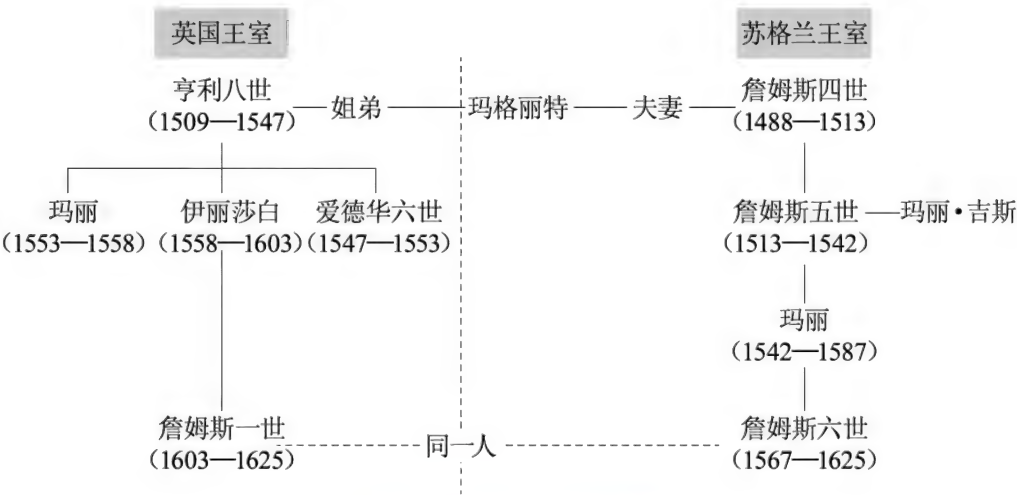 英国王室
苏格兰王室
亨利八世
(1509—1547)
姐弟
玛格丽特
夫妻
詹姆斯四世
(1488—1513)
玛丽
(1553—1558)
伊丽莎白
(1558—1603)
爱德华六世
(1547—1553)
詹姆斯五世
(1513—1542)
玛丽·吉斯
玛丽
(1542—1587)
詹姆斯一世
(1603—1625)
同一人
詹姆斯六世
(1567—1625)